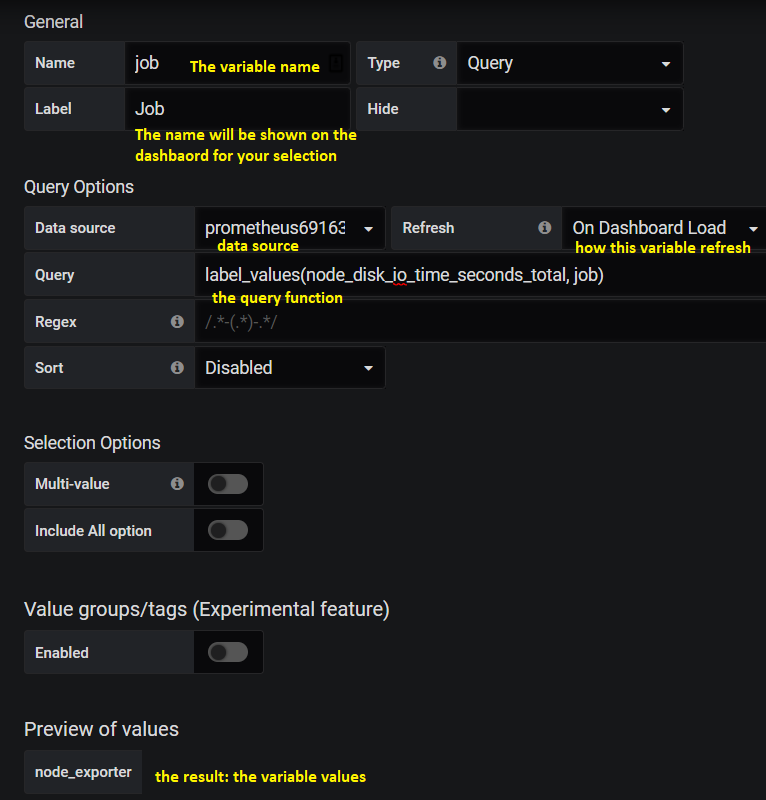 General
Name job The variable name Type Query
Label Job Hide
The name will be shown on the
dashbaord for your selection
Query Options
Data source prometheus69163 Refresh On Dashboard Load
data source how this variable refresh
Query label_values(node_disk_io_time_seconds_total, job)
the query function
Regex /.*-(.*)-.*/
Sort Disabled
Selection Options
Multi-value
Include All option
Value groups/tags (Experimental feature)
Enabled
Preview of values
node_exporter the result: the variable values